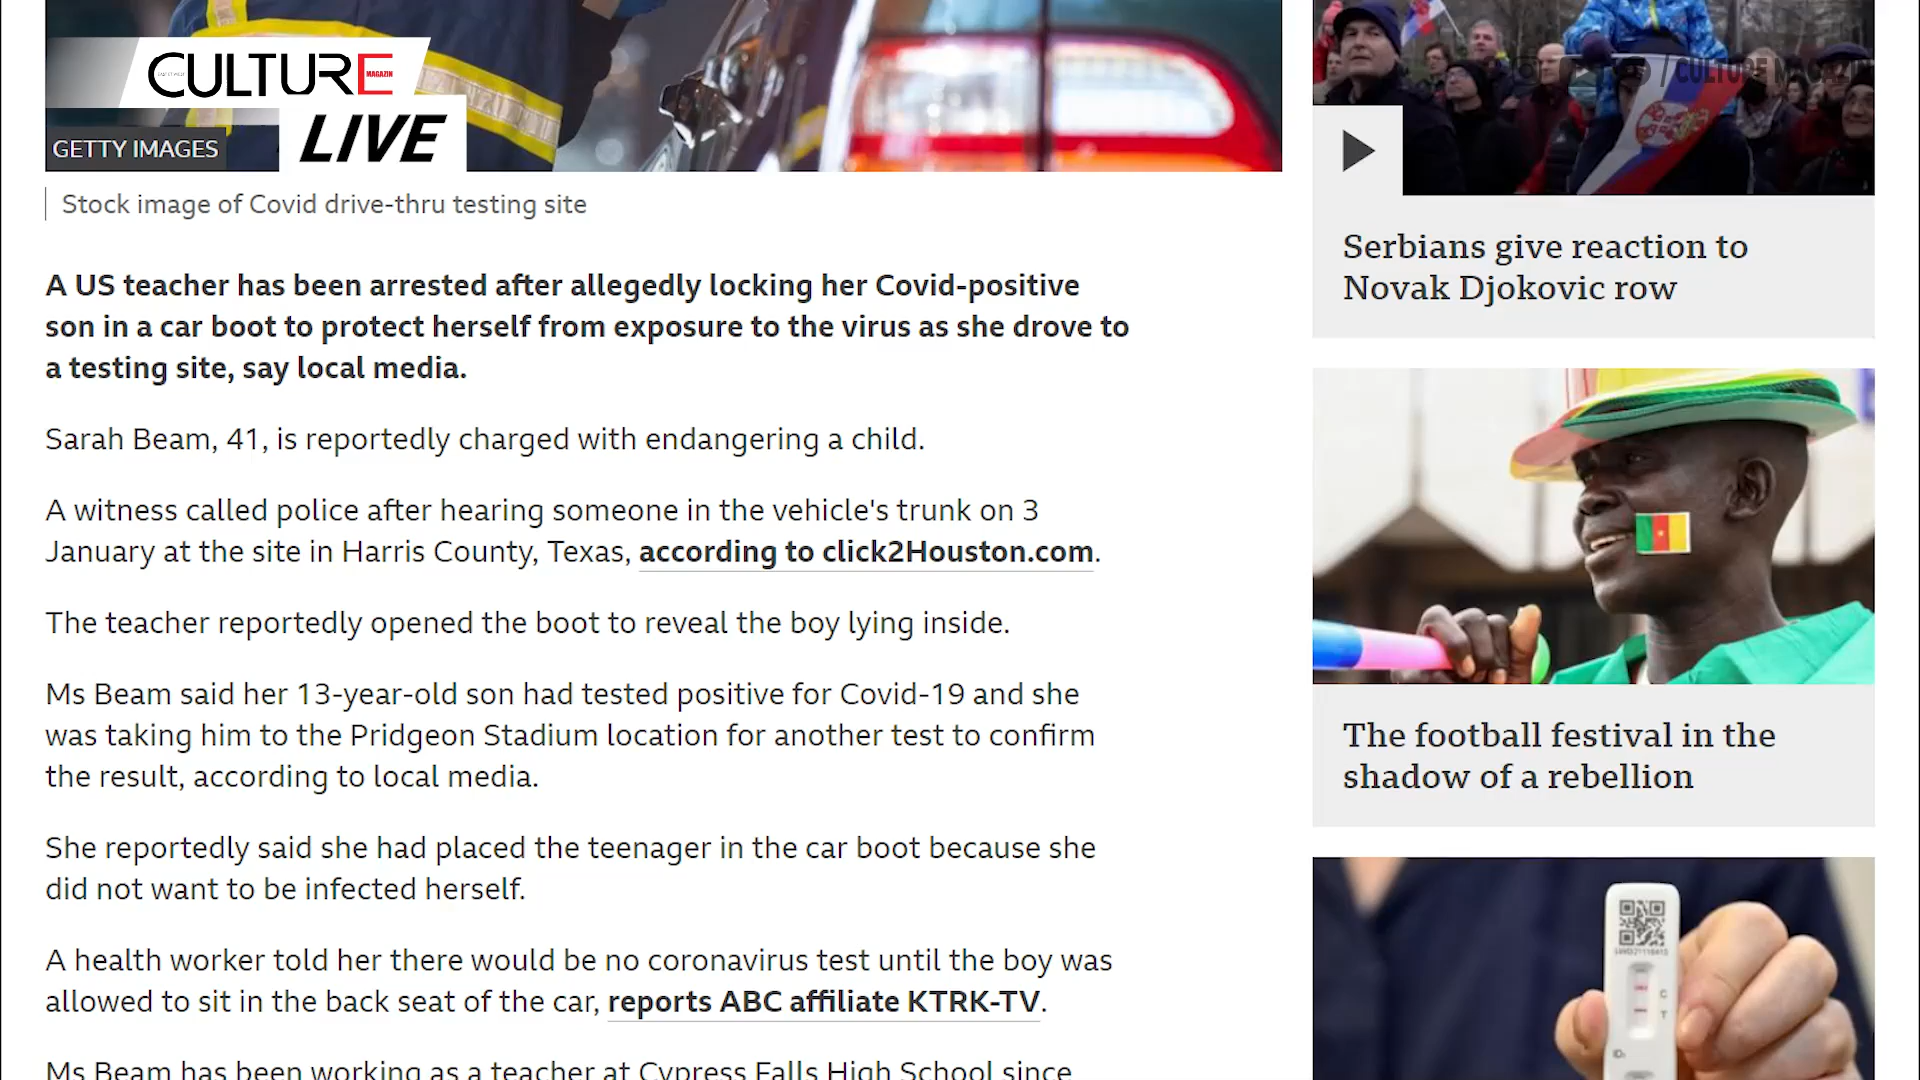 CULTURE
MAGAZIN
LIVE
GETTY IMAGES
Stock image of Covid drive-thru testing site
A US teacher has been arrested after allegedly locking her Covid-positive
son in a car boot to protect herself from exposure to the virus as she drove to
a testing site, say local media.
Sarah Beam, 41, is reportedly charged with endangering a child.
A witness called police after hearing someone in the vehicle's trunk on 3
January at the site in Harris County, Texas, according to click2Houston.com.
The teacher reportedly opened the boot to reveal the boy lying inside.
Ms Beam said her 13-year-old son had tested positive for Covid-19 and she
was taking him to the Pridgeon Stadium location for another test to confirm
the result, according to local media.
She reportedly said she had placed the teenager in the car boot because she
did not want to be infected herself.
A health worker told her there would be no coronavirus test until the boy was
allowed to sit in the back seat of the car, reports ABC affiliate KTRK-TV.
Ms Beam has been working as a teacher at Cypress Falls High School since
/CULTURE MAGAZIN
Serbians give reaction to
Novak Djokovic row
The football festival in the
shadow of a rebellion
C
T